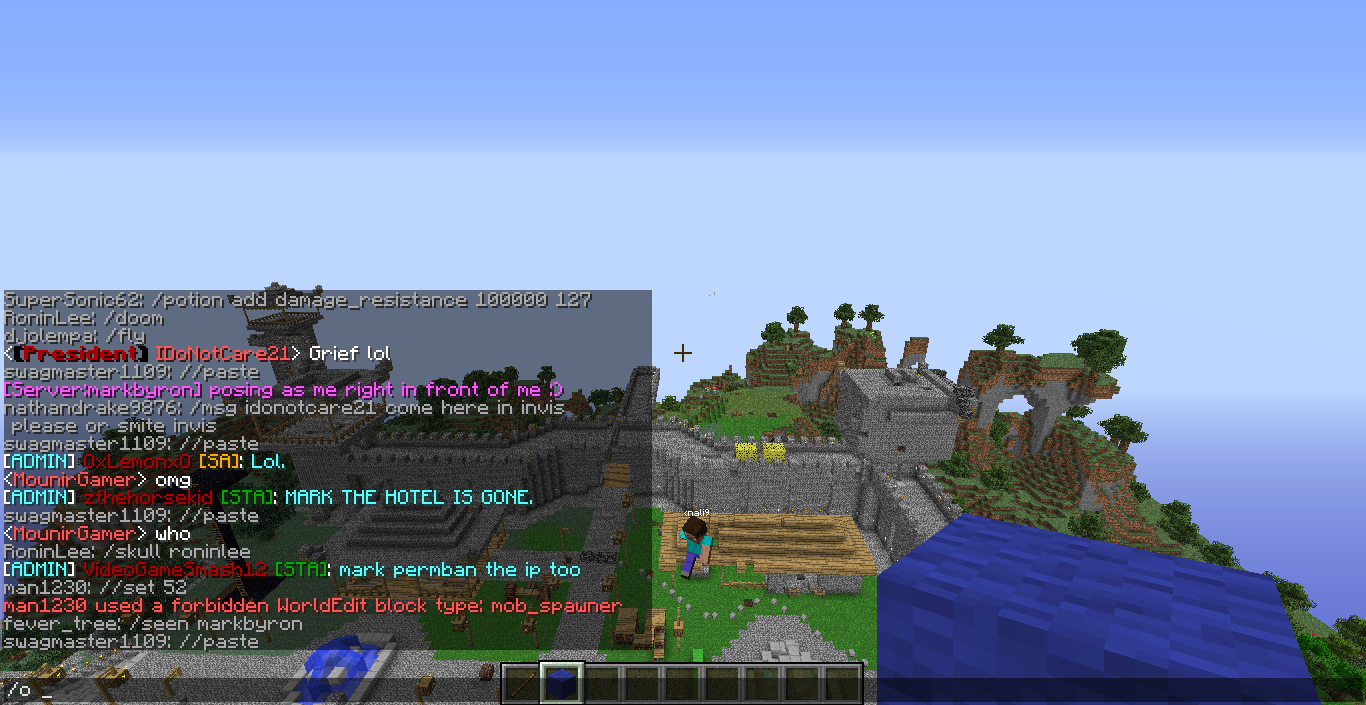 SuperSonic62: /potion add damage_resistance 100000 127
RoninLee: /doom
djolempa: /fly
<[President] IDoNotCare21> Grief lol
swagmaster1109: //paste
[Server:markbyron] posing as me right in front of me :D
nathandrake9876: /msg idonotcare21 come here in invis
please or smite invis
swagmaster1109: //paste
[ADMIN] 0xLemonx0 [SA]: Lol.
<MounirGamer> omg
[ADMIN] zthehorsekid [STA]: MARK THE HOTEL IS GONE.
swagmaster1109: //paste
<MounirGamer> who
RoninLee: /skull roninlee
[ADMIN] VideoGameSmash12 [STA]: mark permban the ip too
man1230: //set 52
man1230 used a forbidden WorldEdit block type: mob_spawner
fever_tree: /seen markbyron
swagmaster1109: //paste
/o _